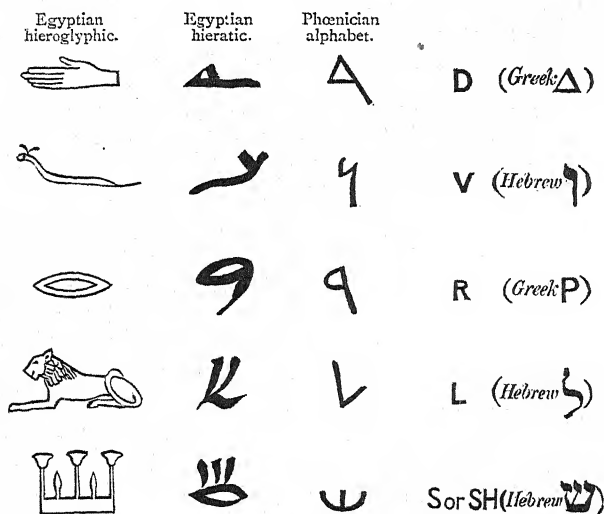 Egyptian hieroglyphic.
Egyptian hieratic.
Phœnician alphabet.
D (Greek Δ)
V (Hebrew ו)
R (Greek P)
L (Hebrew ל)
S or SH (Hebrew ש)